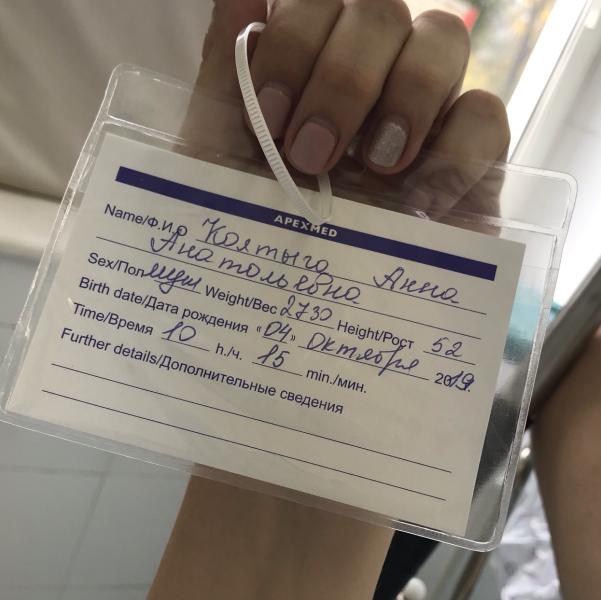 APEXMED
Name/Ф.И.О Колтыга Анна
Анатольевна
Sex/Пол муж Weight/Вес 2730 Height/Рост 52
Birth date/Дата рождения «04» Октября 2019.
Time/Время 10 h./ч. 15 min./мин.
Further details/Дополнительные сведения